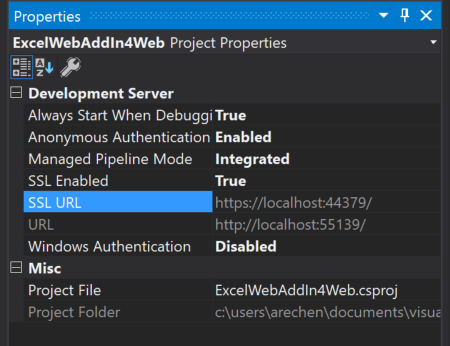 Properties
ExcelWebAddIn4Web Project Properties
Development Server
Always Start When Debuggi True
Anonymous Authentication Enabled
Managed Pipeline Mode Integrated
SSL Enabled True
SSL URL https://localhost:44379/
URL http://localhost:55139/
Windows Authentication Disabled
Misc
Project File ExcelWebAddIn4Web.csproj
Project Folder c:\users\arechen\documents\visua